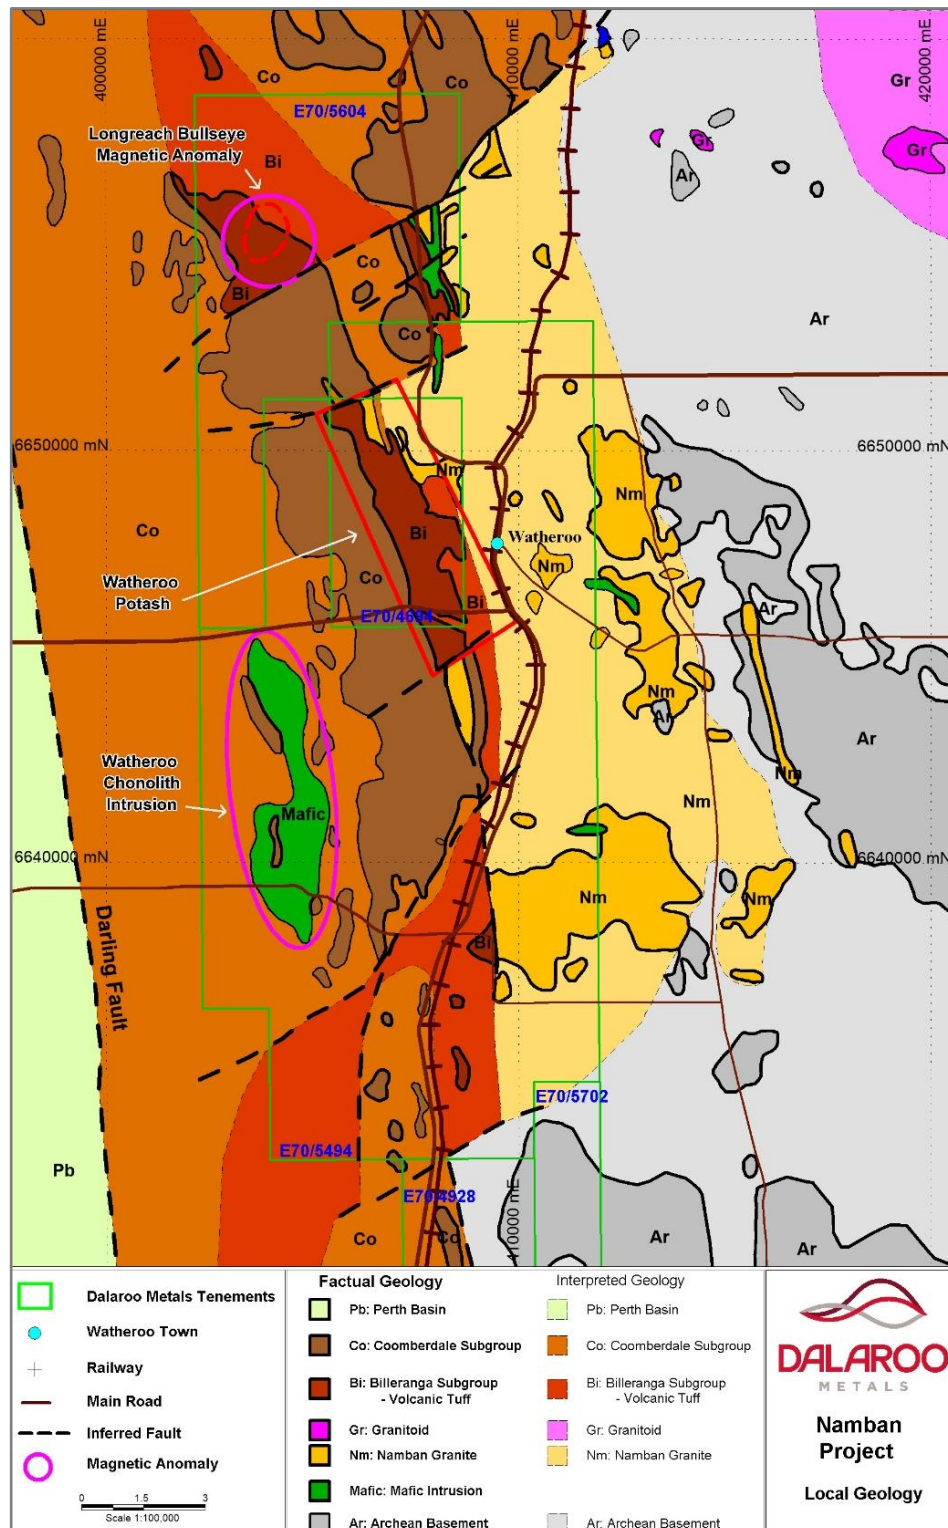 400000 mE
410000 mE
420000 mE
Co
Co
Gr
E70/5604
Longreach Bullseye
Magnetic Anomaly
Bi
Gr
Gr
Ar
Co
Bi
Ar
Co
6650000 mN
6650000 mN
Nm
Nm
Co
Bi
Watheroo
Nm
Watheroo
Potash
Co
Bi
E70/4694
Ar
Nm
Ar
Ar
Watheroo
Chonolith
Intrusion
Nm
Nm
Mafic
6640000 mN
6640000 mN
Nm
Nm
Darling Fault
Bi
E70/5702
E70/5494
Pb
E70/4928
410000 mE
Co
Co
Ar
Ar
Dalaroo Metals Tenements
Watheroo Town
Railway
Main Road
Inferred Fault
Magnetic Anomaly
0 1.5 3
Scale 1:100,000
Factual Geology
Pb: Perth Basin
Co: Coomberdale Subgroup
Bi: Billeranga Subgroup
- Volcanic Tuff
Gr: Granitoid
Nm: Namban Granite
Mafic: Mafic Intrusion
Ar: Archean Basement
Interpreted Geology
Pb: Perth Basin
Co: Coomberdale Subgroup
Bi: Billeranga Subgroup
- Volcanic Tuff
Gr: Granitoid
Nm: Namban Granite
Ar: Archean Basement
DALAROO
METALS
Namban
Project
Local Geology